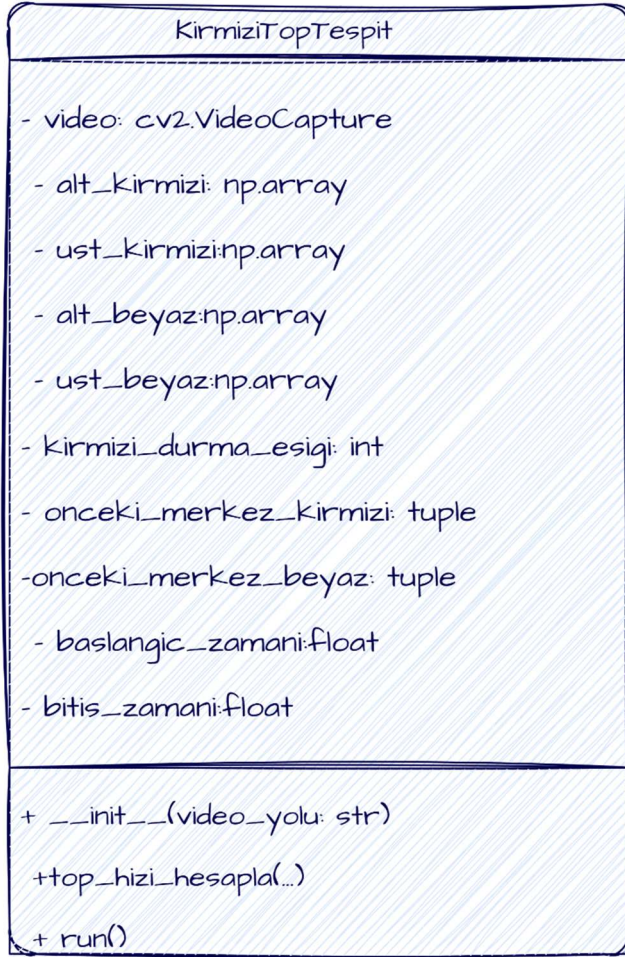 KirmiziTopTespit
- video: cv2.VideoCapture
- alt_kirmizi: np.array
- ust_kirmizi:np.array
- alt_beyaz:np.array
- ust_beyaz:np.array
- kirmizi_durma_esigi: int
- onceki_merkez_kirmizi: tuple
-onceki_merkez_beyaz: tuple
- baslangic_zamani:float
- bitis_zamani:float
+ __init__(video_yolu: str)
+top_hizi_hesapla(...)
+ run()